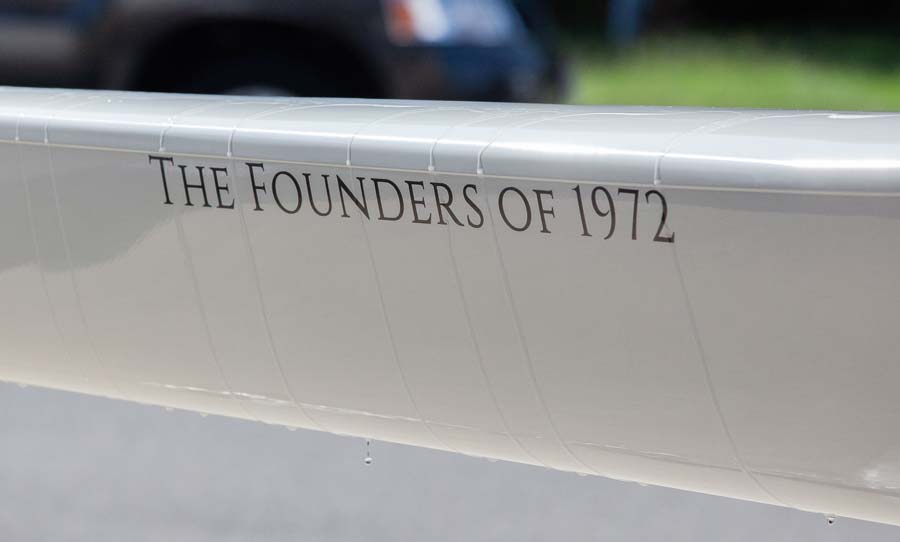 The Founders of 1972